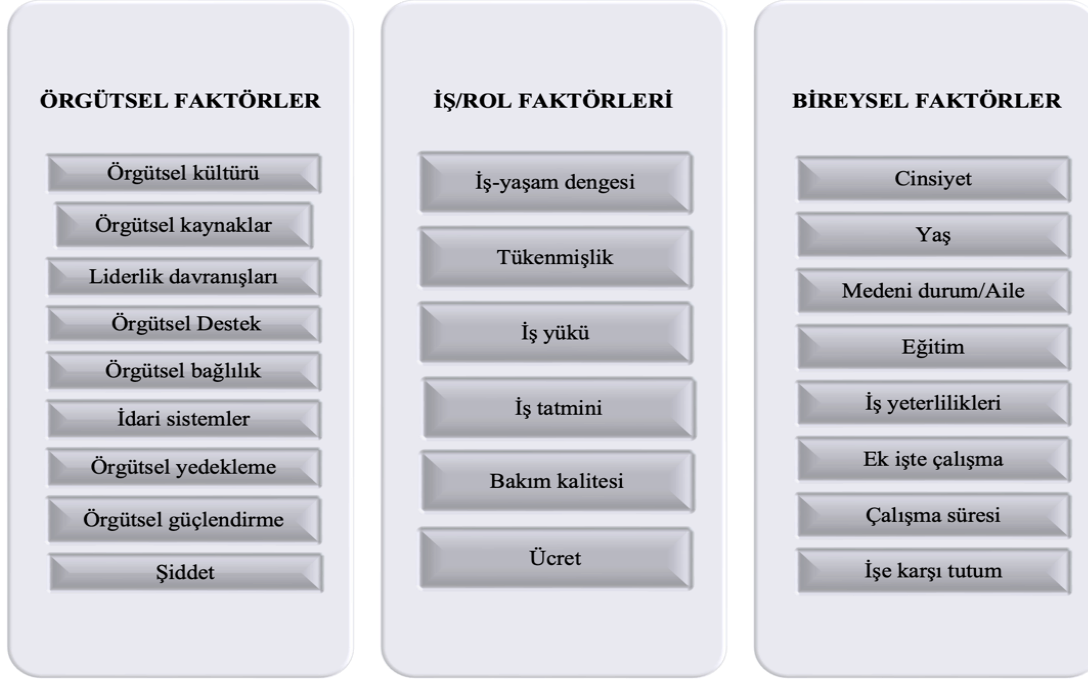 ÖRGÜTSEL FAKTÖRLER
Örgütsel kültürü
Örgütsel kaynaklar
Liderlik davranışları
Örgütsel Destek
Örgütsel bağlılık
İdari sistemler
Örgütsel yedekleme
Örgütsel güçlendirme
Şiddet
İŞ/ROL FAKTÖRLERİ
İş-yaşam dengesi
Tükenmişlik
İş yükü
İş tatmini
Bakım kalitesi
Ücret
BİREYSEL FAKTÖRLER
Cinsiyet
Yaş
Medeni durum/Aile
Eğitim
İş yeterlilikleri
Ek işte çalışma
Çalışma süresi
İşe karşı tutum